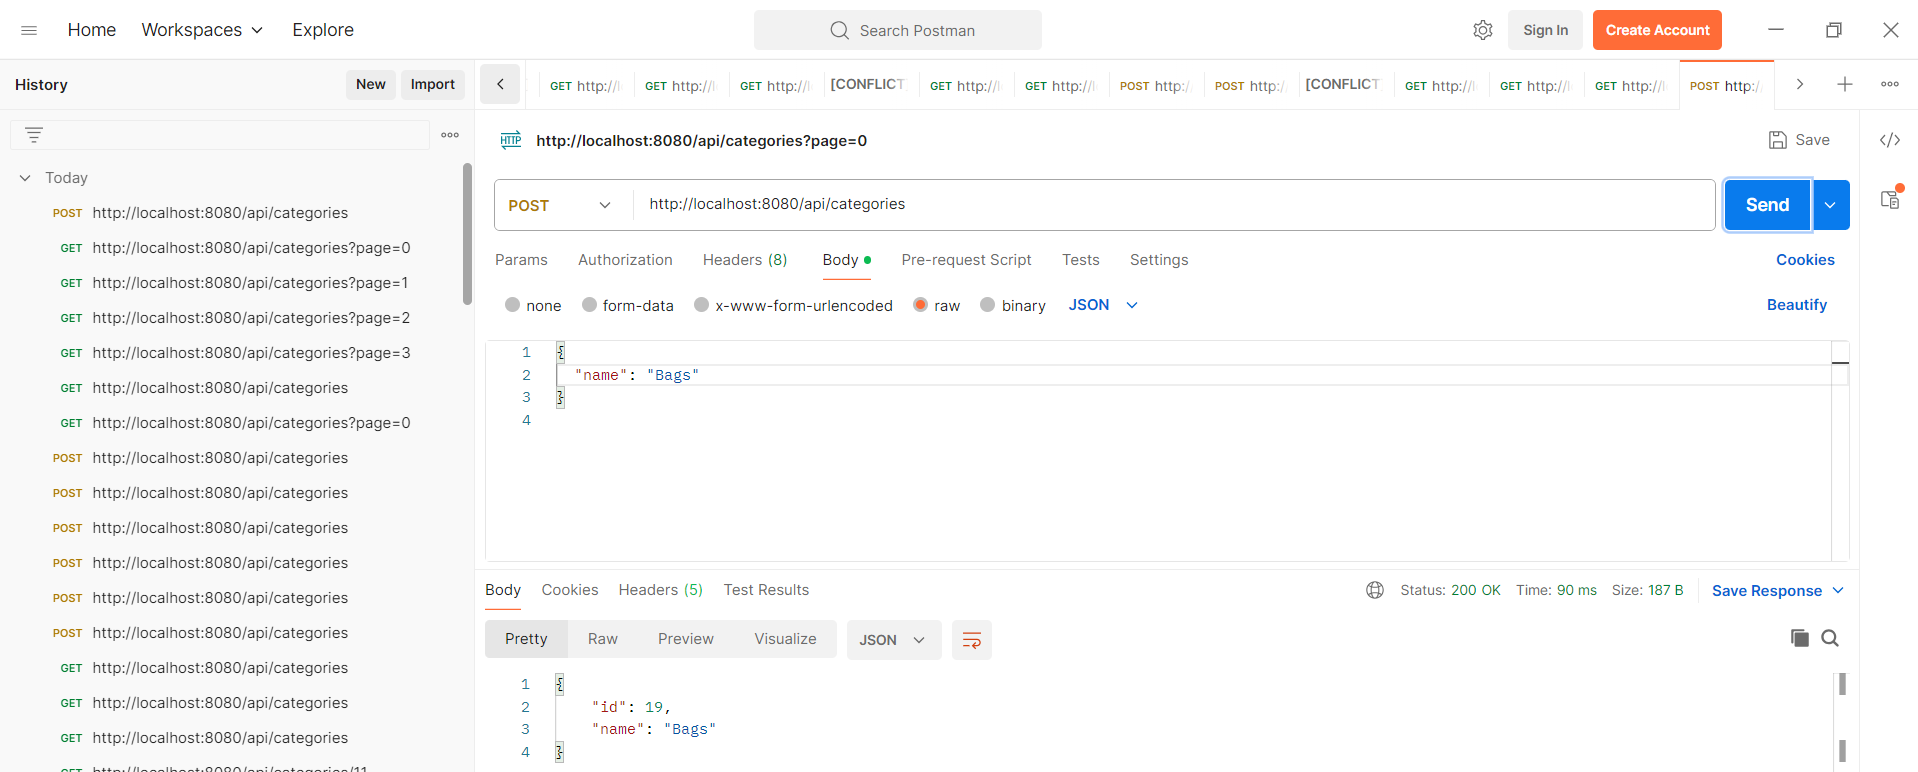 Home Workspaces Explore Search Postman Sign In Create Account
History New Import
GET http://l GET http://l GET http://l [CONFLICT GET http://l GET http://l POST http:/ POST http:/ [CONFLICT GET http://l GET http://l GET http://l POST http:/
HTTP http://localhost:8080/api/categories?page=0 Save
Today
POST http://localhost:8080/api/categories
GET http://localhost:8080/api/categories?page=0
GET http://localhost:8080/api/categories?page=1
GET http://localhost:8080/api/categories?page=2
GET http://localhost:8080/api/categories?page=3
GET http://localhost:8080/api/categories
GET http://localhost:8080/api/categories?page=0
POST http://localhost:8080/api/categories
POST http://localhost:8080/api/categories
POST http://localhost:8080/api/categories
POST http://localhost:8080/api/categories
POST http://localhost:8080/api/categories
POST http://localhost:8080/api/categories
GET http://localhost:8080/api/categories
GET http://localhost:8080/api/categories
GET http://localhost:8080/api/categories
GET http://localhost:8080/api/categories/11
POST http://localhost:8080/api/categories Send
Params Authorization Headers (8) Body Pre-request Script Tests Settings Cookies
none form-data x-www-form-urlencoded raw binary JSON Beautify
1 {
2 "name": "Bags"
3 }
4
Body Cookies Headers (5) Test Results Status: 200 OK Time: 90 ms Size: 187 B Save Response
Pretty Raw Preview Visualize JSON
1 {
2 "id": 19,
3 "name": "Bags"
4 }